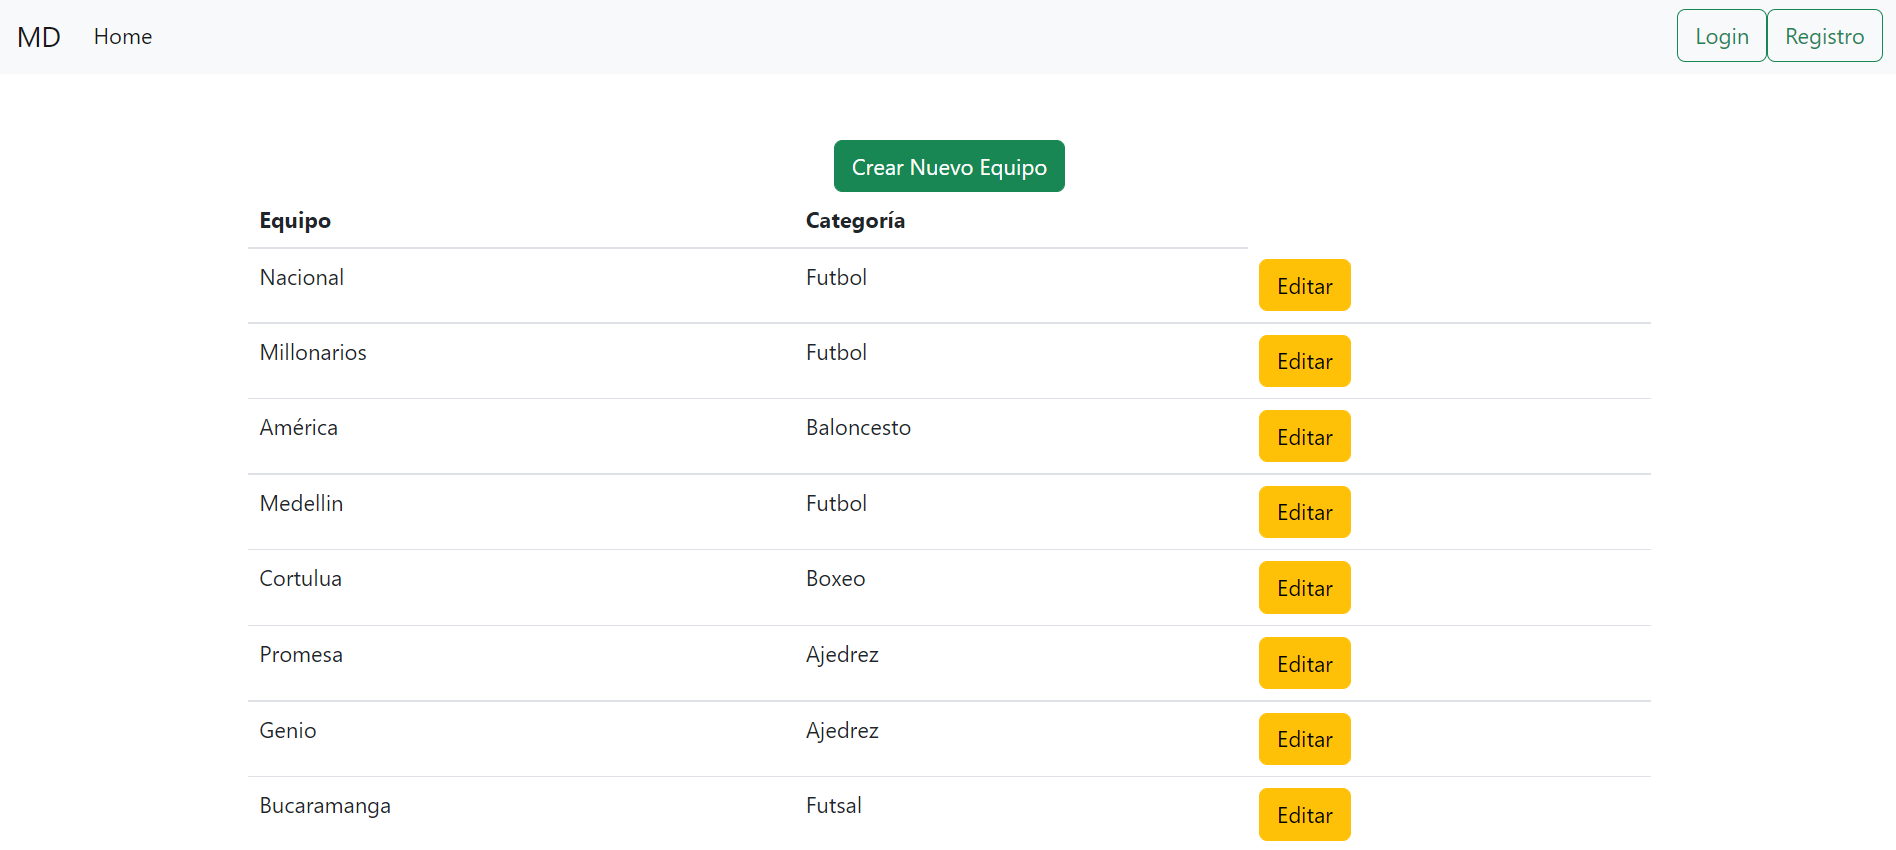 MD Home Login Registro
Crear Nuevo Equipo
Equipo Categoría
Nacional Futbol Editar
Millonarios Futbol Editar
América Baloncesto Editar
Medellin Futbol Editar
Cortulua Boxeo Editar
Promesa Ajedrez Editar
Genio Ajedrez Editar
Bucaramanga Futsal Editar